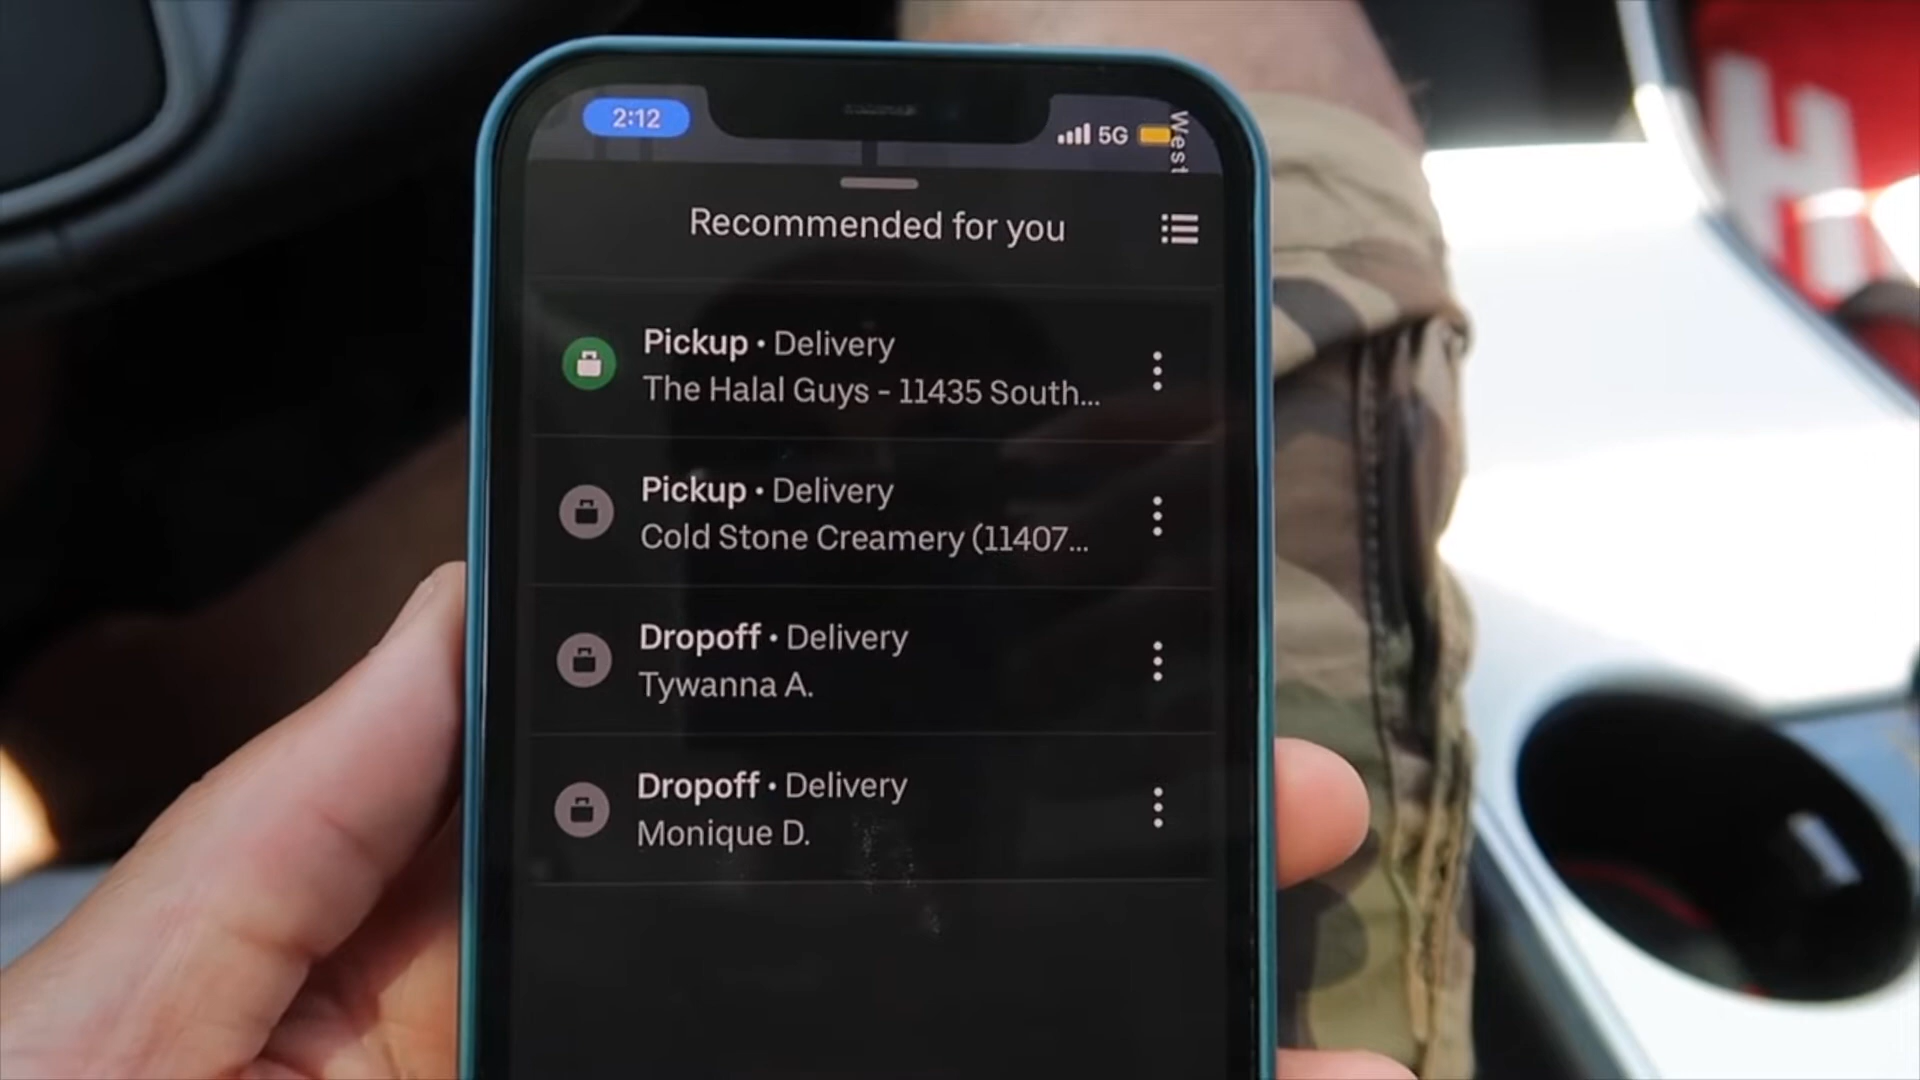 2:12
5G
West
Recommended for you
Pickup • Delivery
The Halal Guys - 11435 South...
Pickup • Delivery
Cold Stone Creamery (11407...
Dropoff • Delivery
Tywanna A.
Dropoff • Delivery
Monique D.
H